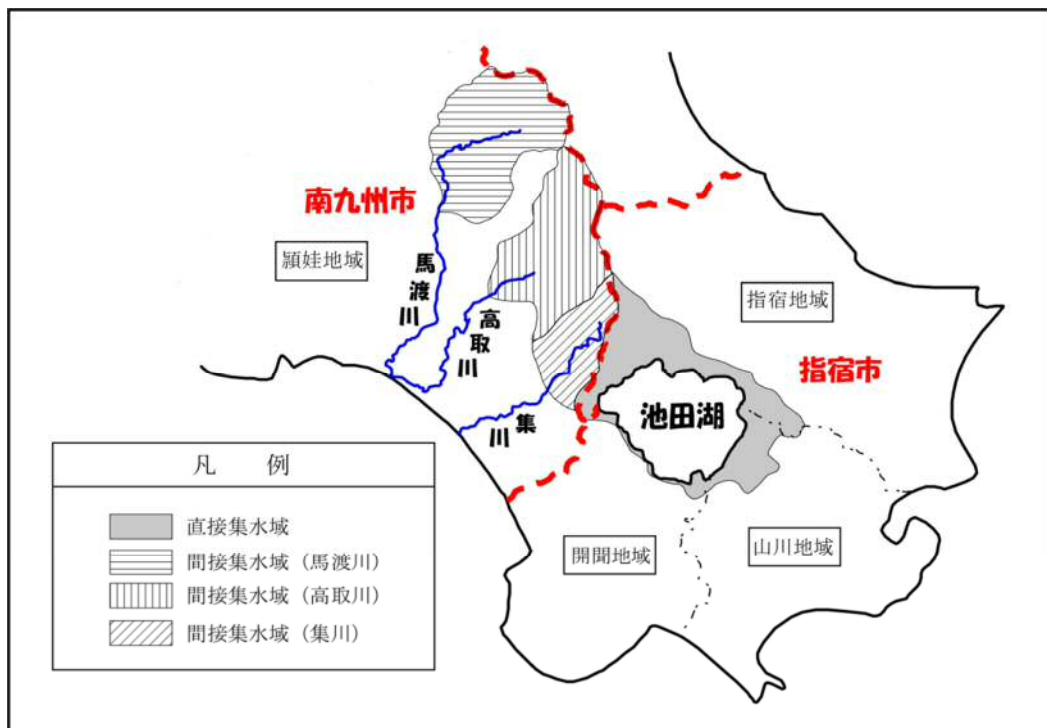 南九州市
頴娃地域
馬渡川
高取川
集川
指宿地域
指宿市
池田湖
開聞地域
山川地域
凡　例
直接集水域
間接集水域（馬渡川）
間接集水域（高取川）
間接集水域（集川）